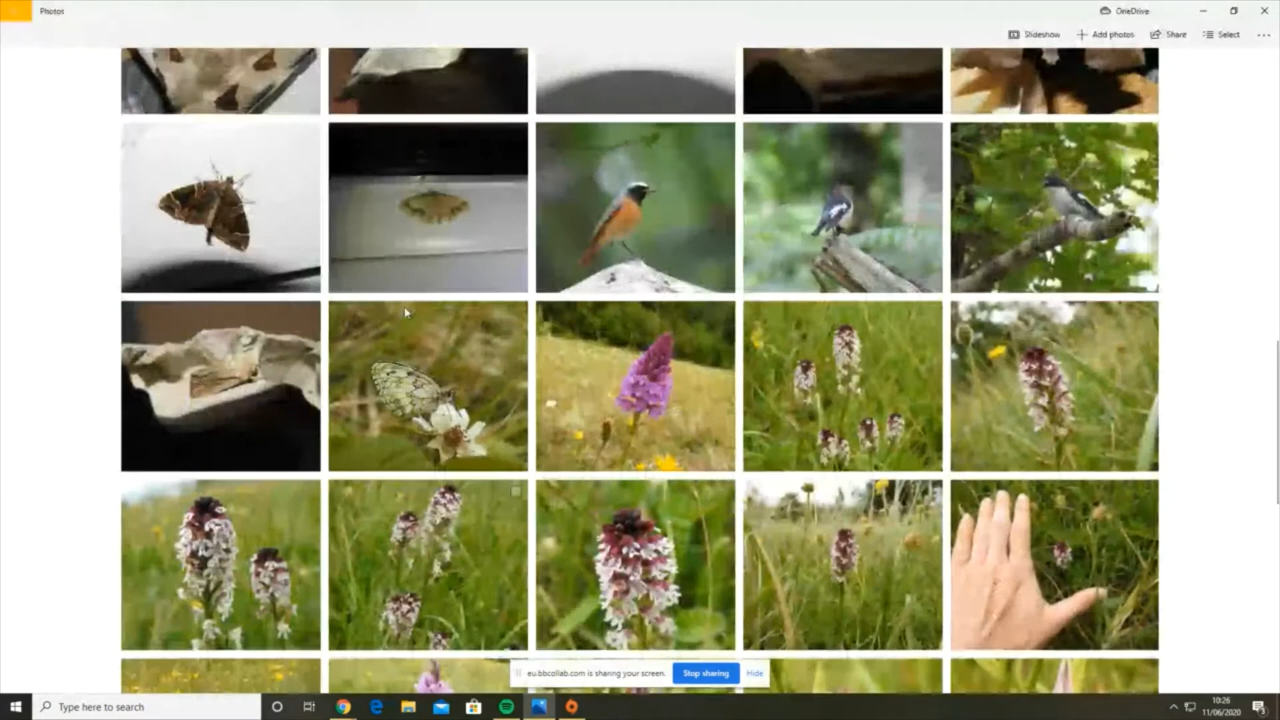 Photos
OneDrive
Slideshow
Add photos
Share
Select
eu.bbcollab.com is sharing your screen.
Stop sharing
Hide
Type here to search
10:26
11/06/2020